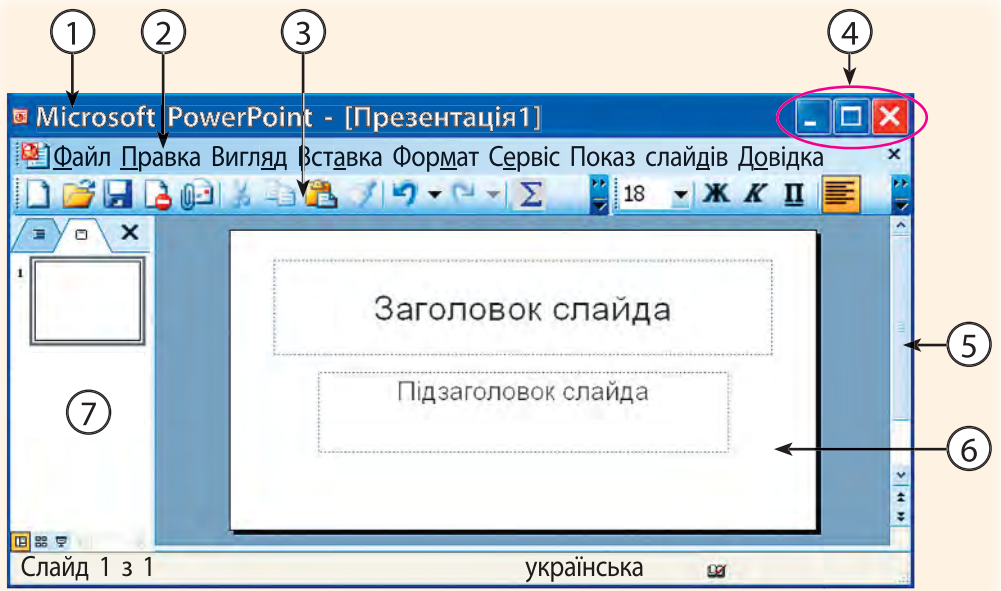 1 2 3 4
Microsoft PowerPoint - [Презентація1]
Файл Правка Вигляд Вставка Формат Сервіс Показ слайдів Довідка
18 Ж К П
1
Заголовок слайда
5
Підзаголовок слайда
7
6
Слайд 1 з 1 українська